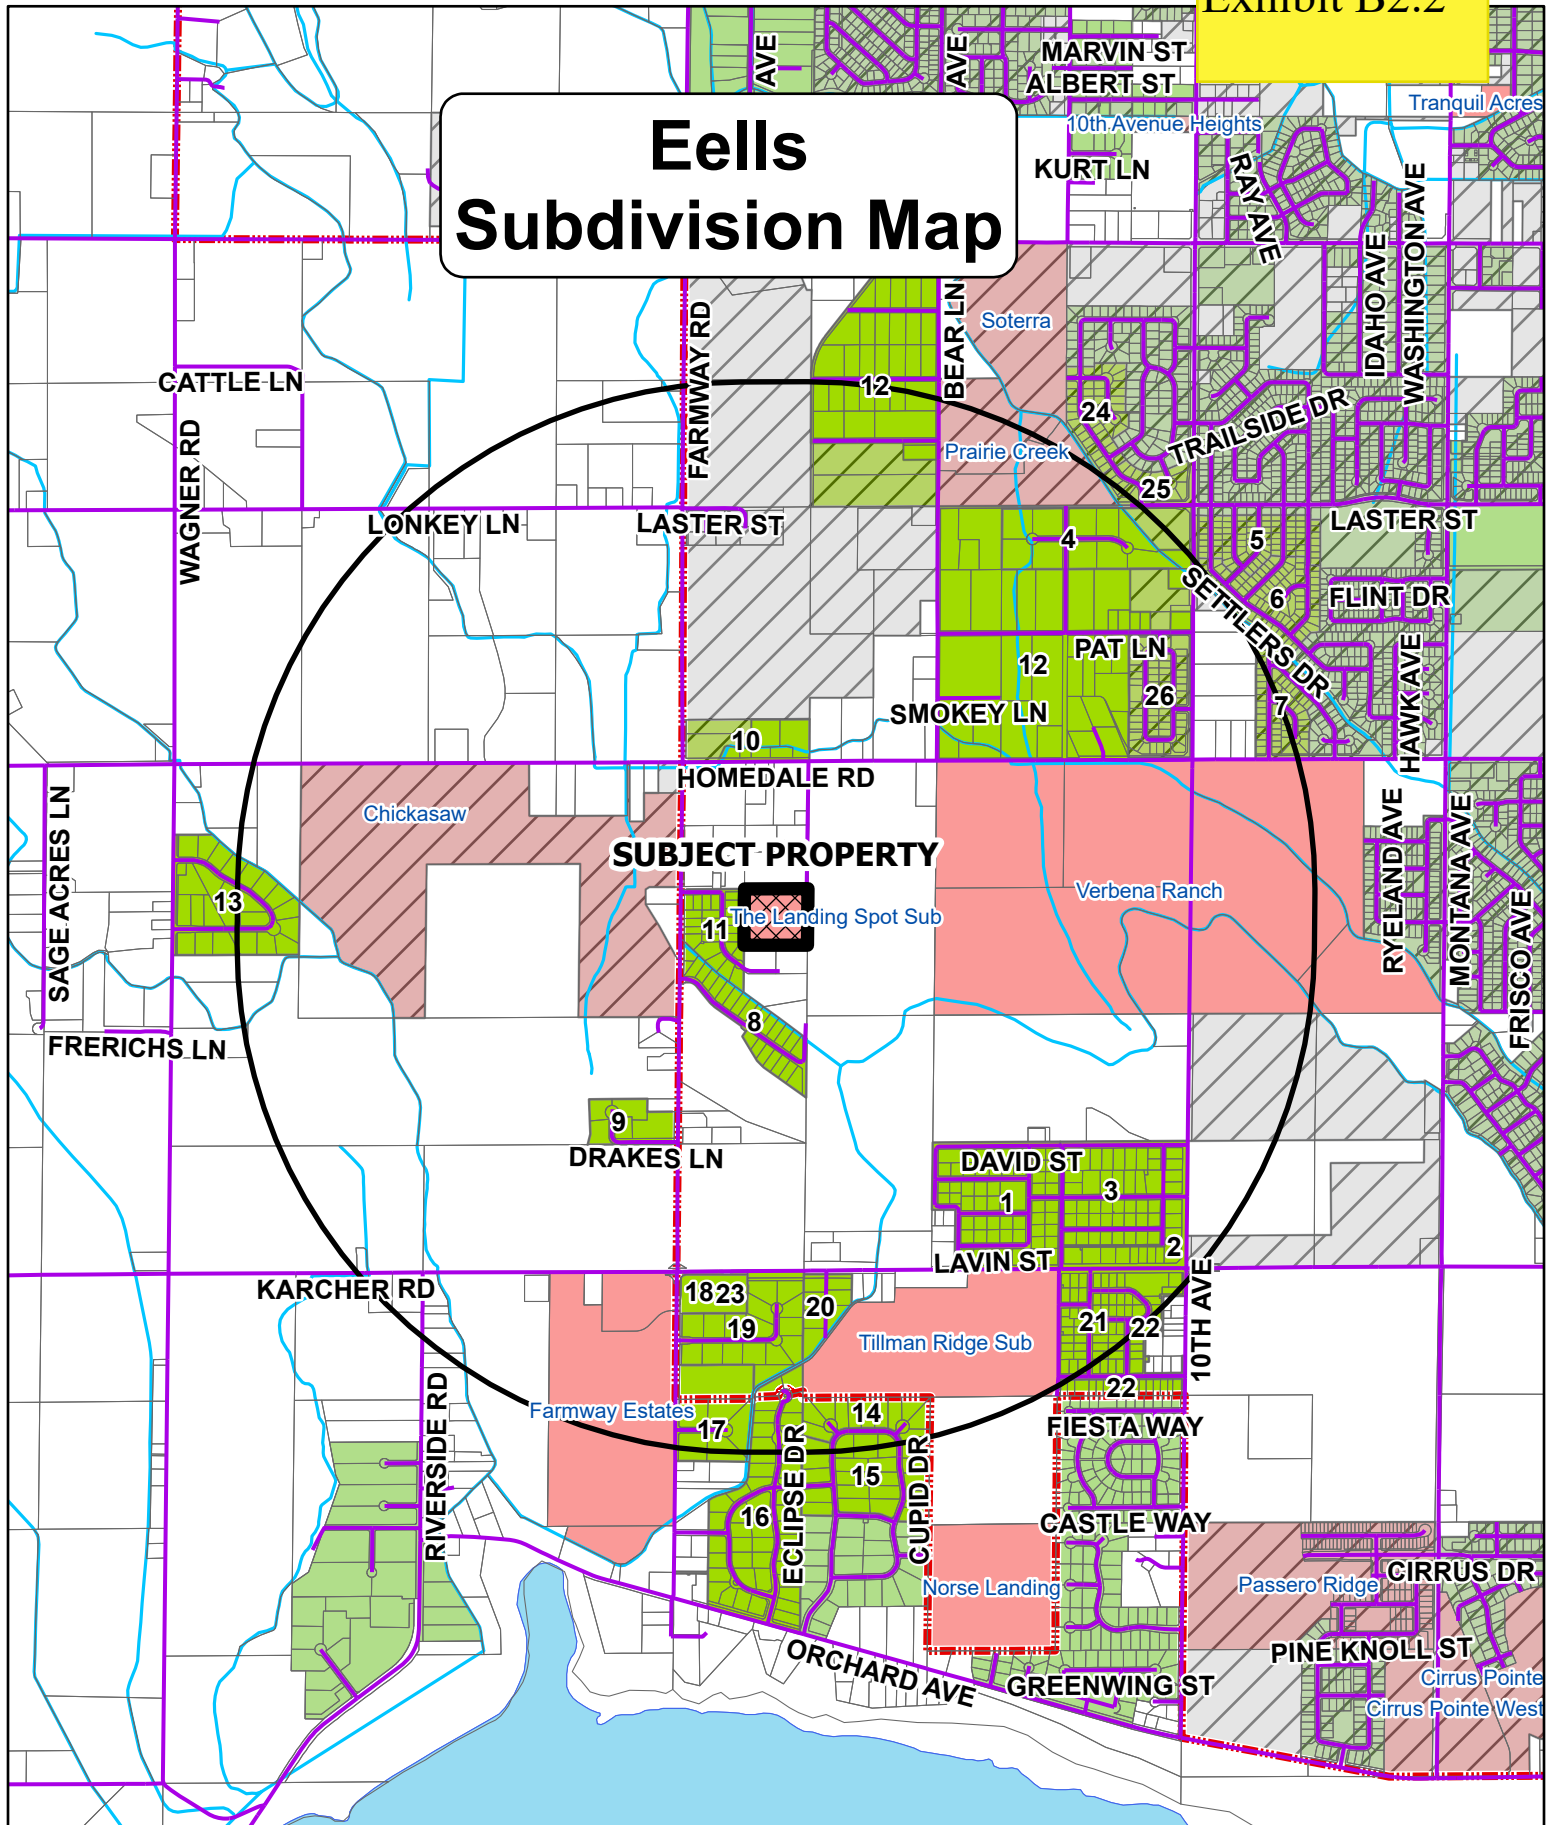 Exhibit B2.2
AVE
AVE
MARVIN ST
ALBERT ST
Tranquil Acres
10th Avenue Heights
KURT LN
RAY AVE
IDAHO AVE
WASHINGTON AVE
Eells
Subdivision Map
FARMWAY RD
BEAR LN
Soterra
CATTLE LN
12
24
TRAILSIDE DR
WAGNER RD
Prairie Creek
25
LONKEY LN
LASTER ST
LASTER ST
4
5
SETTLERS DR
6
FLINT DR
12
PAT LN
26
HAWK AVE
SMOKEY LN
7
10
HOMEDALE RD
SAGE ACRES LN
Chickasaw
SUBJECT PROPERTY
RYELAND AVE
MONTANA AVE
Verbena Ranch
13
The Landing Spot Sub
11
FRISCO AVE
8
FRERICHS LN
9
DRAKES LN
DAVID ST
1
3
2
LAVIN ST
KARCHER RD
18
23
20
19
21
22
10TH AVE
Tillman Ridge Sub
22
RIVERSIDE RD
Farmway Estates
17
14
FIESTA WAY
ECLIPSE DR
15
CUPID DR
16
CASTLE WAY
Norse Landing
Passero Ridge
CIRRUS DR
PINE KNOLL ST
ORCHARD AVE
GREENWING ST
Cirrus Pointe
Cirrus Pointe West